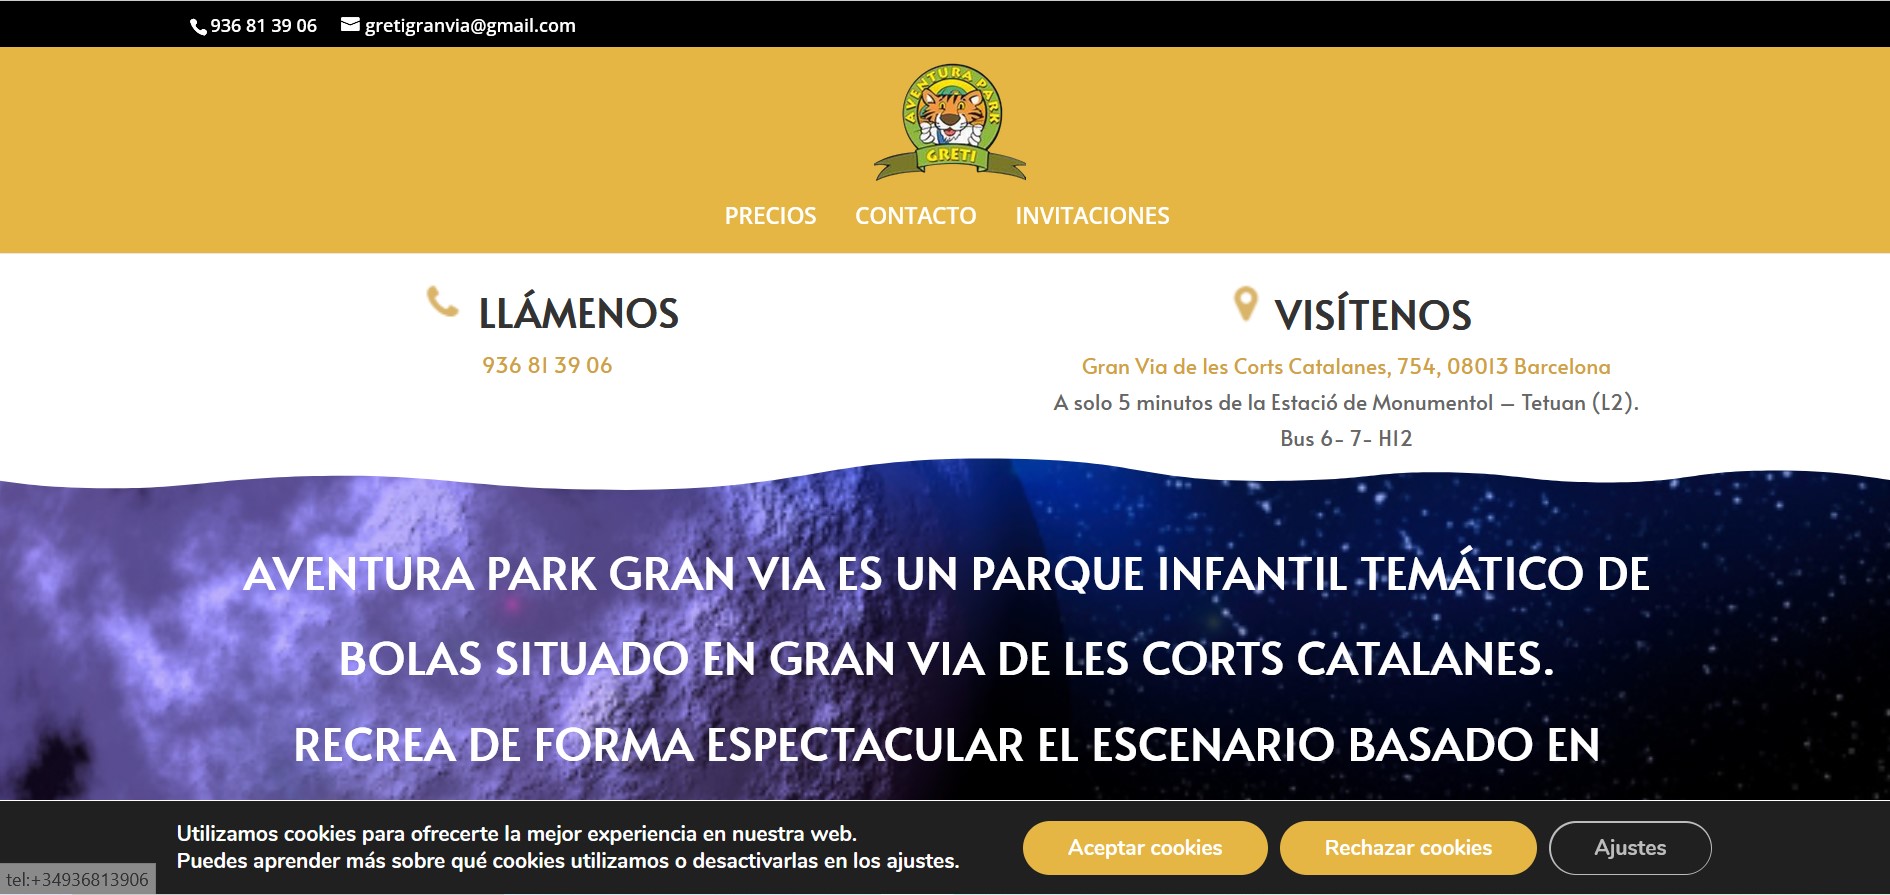 936 81 39 06 gretigranvia@gmail.com
AVENTURA PARK
GRETI
PRECIOS CONTACTO INVITACIONES
LLÁMENOS
936 81 39 06
VISÍTENOS
Gran Via de les Corts Catalanes, 754, 08013 Barcelona
A solo 5 minutos de la Estació de Monumentol – Tetuan (L2).
Bus 6- 7- H12
AVENTURA PARK GRAN VIA ES UN PARQUE INFANTIL TEMÁTICO DE
BOLAS SITUADO EN GRAN VIA DE LES CORTS CATALANES.
RECREA DE FORMA ESPECTACULAR EL ESCENARIO BASADO EN
Utilizamos cookies para ofrecerte la mejor experiencia en nuestra web.
Puedes aprender más sobre qué cookies utilizamos o desactivarlas en los ajustes.
Aceptar cookies Rechazar cookies Ajustes
tel:+34936813906